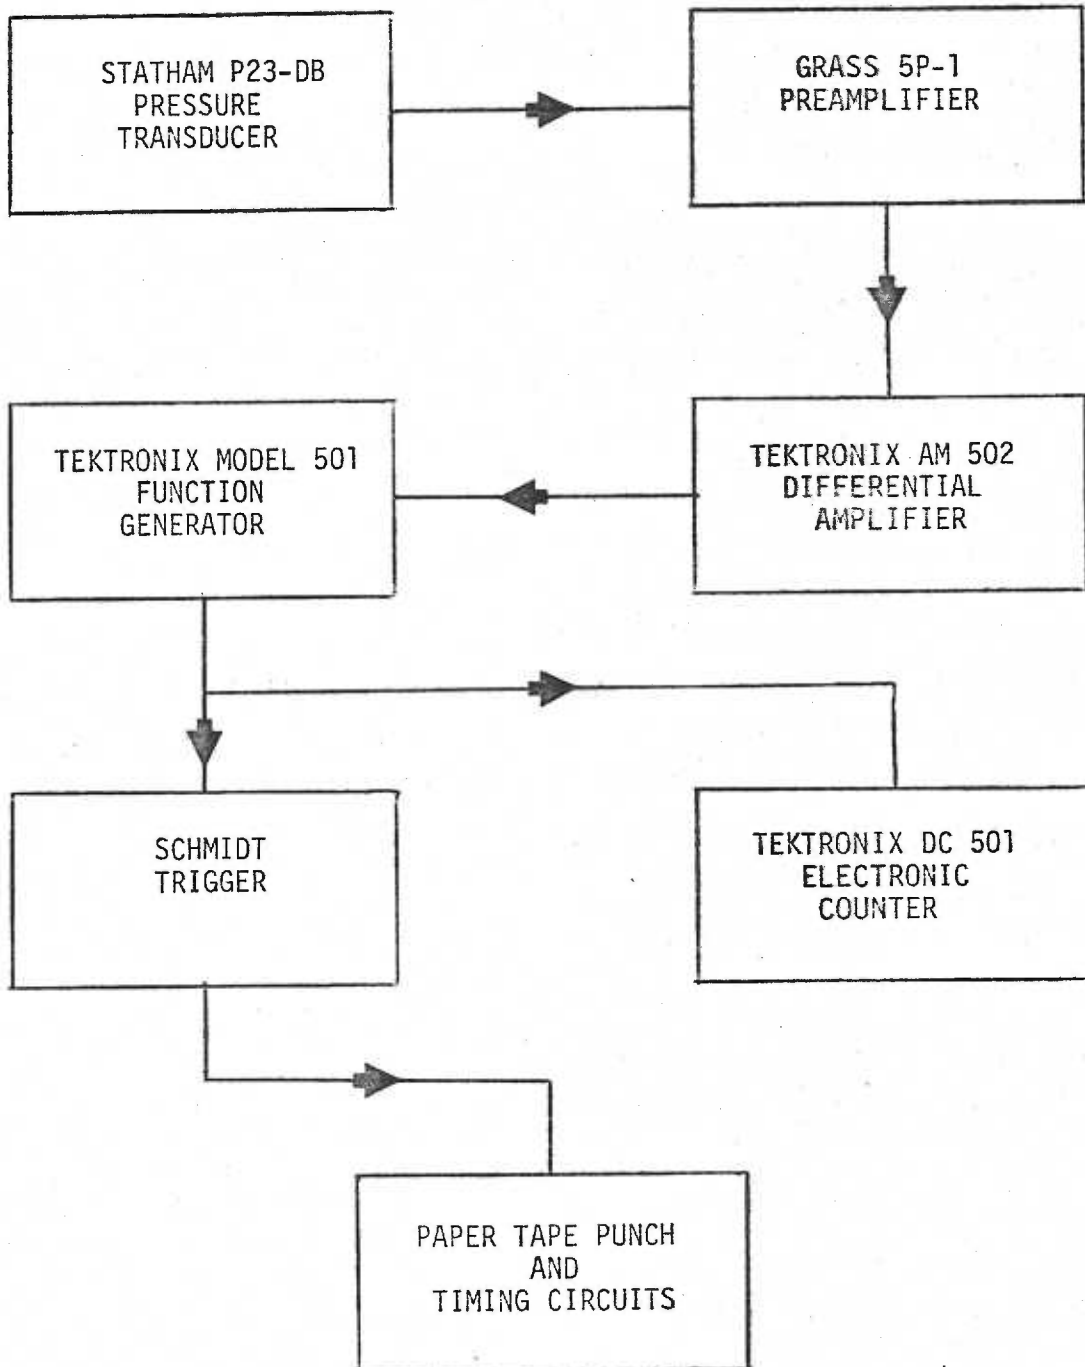 STATHAM P23-DB
PRESSURE
TRANSDUCER
GRASS 5P-1
PREAMPLIFIER
TEKTRONIX MODEL 501
FUNCTION
GENERATOR
TEKTRONIX AM 502
DIFFERENTIAL
AMPLIFIER
SCHMIDT
TRIGGER
TEKTRONIX DC 501
ELECTRONIC
COUNTER
PAPER TAPE PUNCH
AND
TIMING CIRCUITS